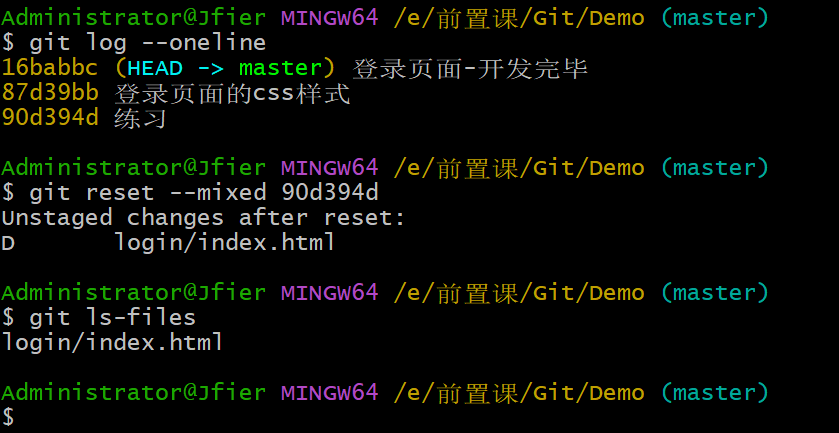 Administrator@Jfier MINGW64 /e/前置课/Git/Demo (master)
$ git log --oneline
16babbc (HEAD -> master) 登录页面-开发完毕
87d39bb 登录页面的css样式
90d394d 练习
Administrator@Jfier MINGW64 /e/前置课/Git/Demo (master)
$ git reset --mixed 90d394d
Unstaged changes after reset:
D       login/index.html
Administrator@Jfier MINGW64 /e/前置课/Git/Demo (master)
$ git ls-files
login/index.html
Administrator@Jfier MINGW64 /e/前置课/Git/Demo (master)
$